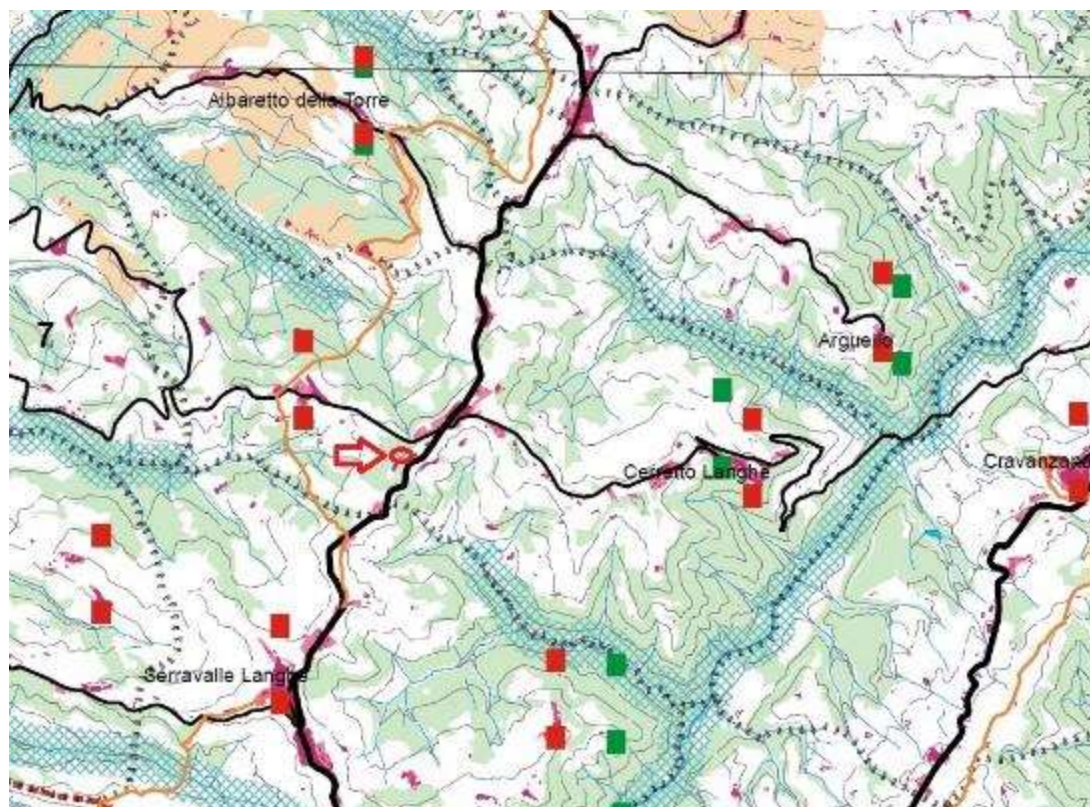 Albaretto della Torre
7
Arguello
Cerretto Langhe
Cravanzana
Serravalle Langhe